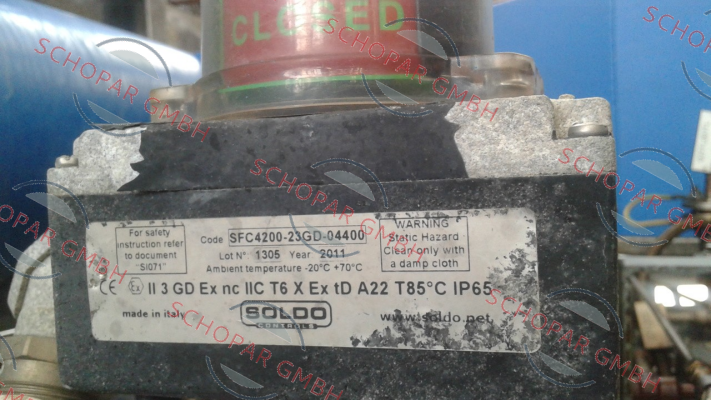 CLOSED
For safety
instruction refer
to document
"SI071"
Code SFC4200-23GD-04400
Lot N° 1305 Year 2011
Ambient temperature -20°C +70°C
WARNING
Static Hazard
Clean only with
a damp cloth
CE Ex II 3 GD Ex nc IIC T6 X Ex tD A22 T85°C IP65
made in italy
SOLDO
CONTROLS
www.soldo.net
SCHOPAR GMBH
SCHOPAR GMBH
SCHOPAR GMBH
SCHOPAR GMBH
SCHOPAR GMBH
SCHOPAR GMBH
SCHOPAR GMBH
SCHOPAR GMBH